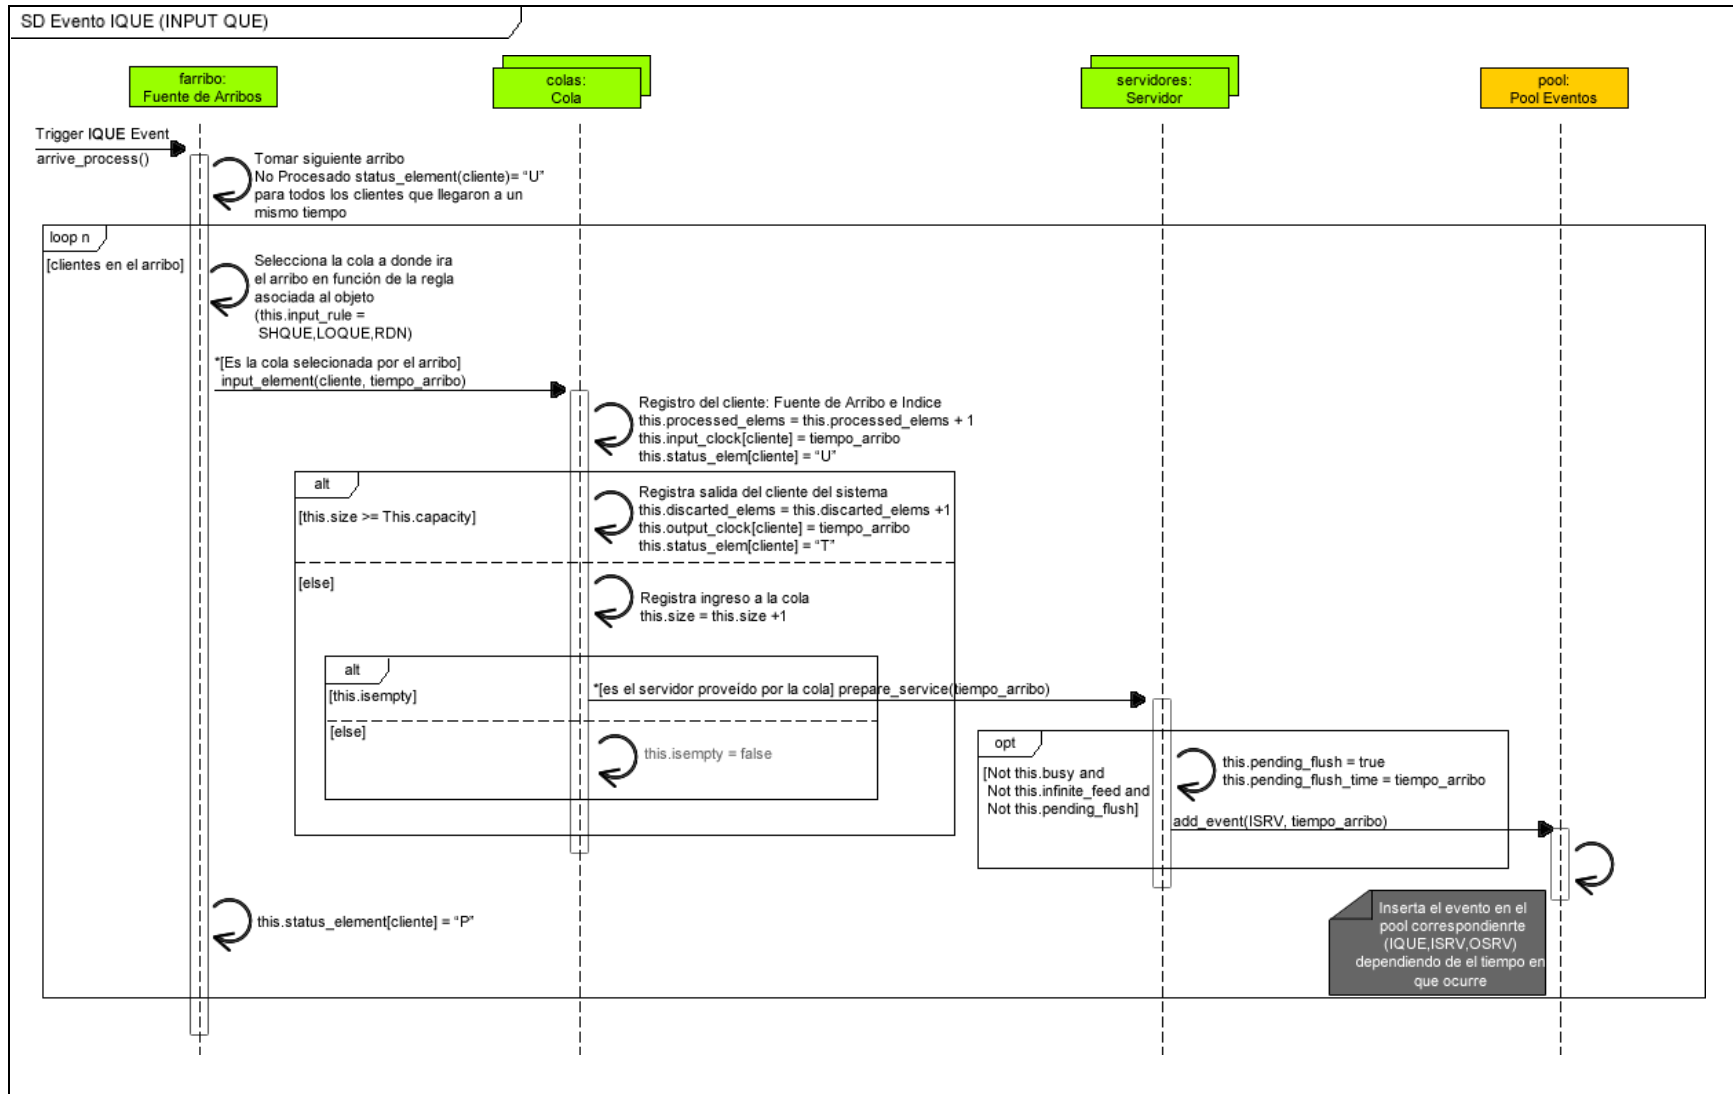 SD Evento IQUE (INPUT QUE)
farribo:
Fuente de Arribos
colas:
Cola
servidores:
Servidor
pool:
Pool Eventos
Trigger IQUE Event
arrive_process()
Tomar siguiente arribo
No Procesado status_element(cliente)= “U”
para todos los clientes que llegaron a un
mismo tiempo
loop n
[clientes en el arribo]
Selecciona la cola a donde ira
el arribo en función de la regla
asociada al objeto
(this.input_rule =
SHQUE,LOQUE,RDN)
*[Es la cola selecionada por el arribo]
input_element(cliente, tiempo_arribo)
Registro del cliente: Fuente de Arribo e Indice
this.processed_elems = this.processed_elems + 1
this.input_clock[cliente] = tiempo_arribo
this.status_elem[cliente] = “U”
alt
[this.size >= This.capacity]
Registra salida del cliente del sistema
this.discarted_elems = this.discarted_elems +1
this.output_clock[cliente] = tiempo_arribo
this.status_elem[cliente] = “T”
[else]
Registra ingreso a la cola
this.size = this.size +1
alt
[this.isempty]
*[es el servidor proveído por la cola] prepare_service(tiempo_arribo)
[else]
this.isempty = false
opt
[Not this.busy and
Not this.infinite_feed and
Not this.pending_flush]
this.pending_flush = true
this.pending_flush_time = tiempo_arribo
add_event(ISRV, tiempo_arribo)
this.status_element[cliente] = “P”
Inserta el evento en el
pool correspondienrte
(IQUE,ISRV,OSRV)
dependiendo de el tiempo en
que ocurre